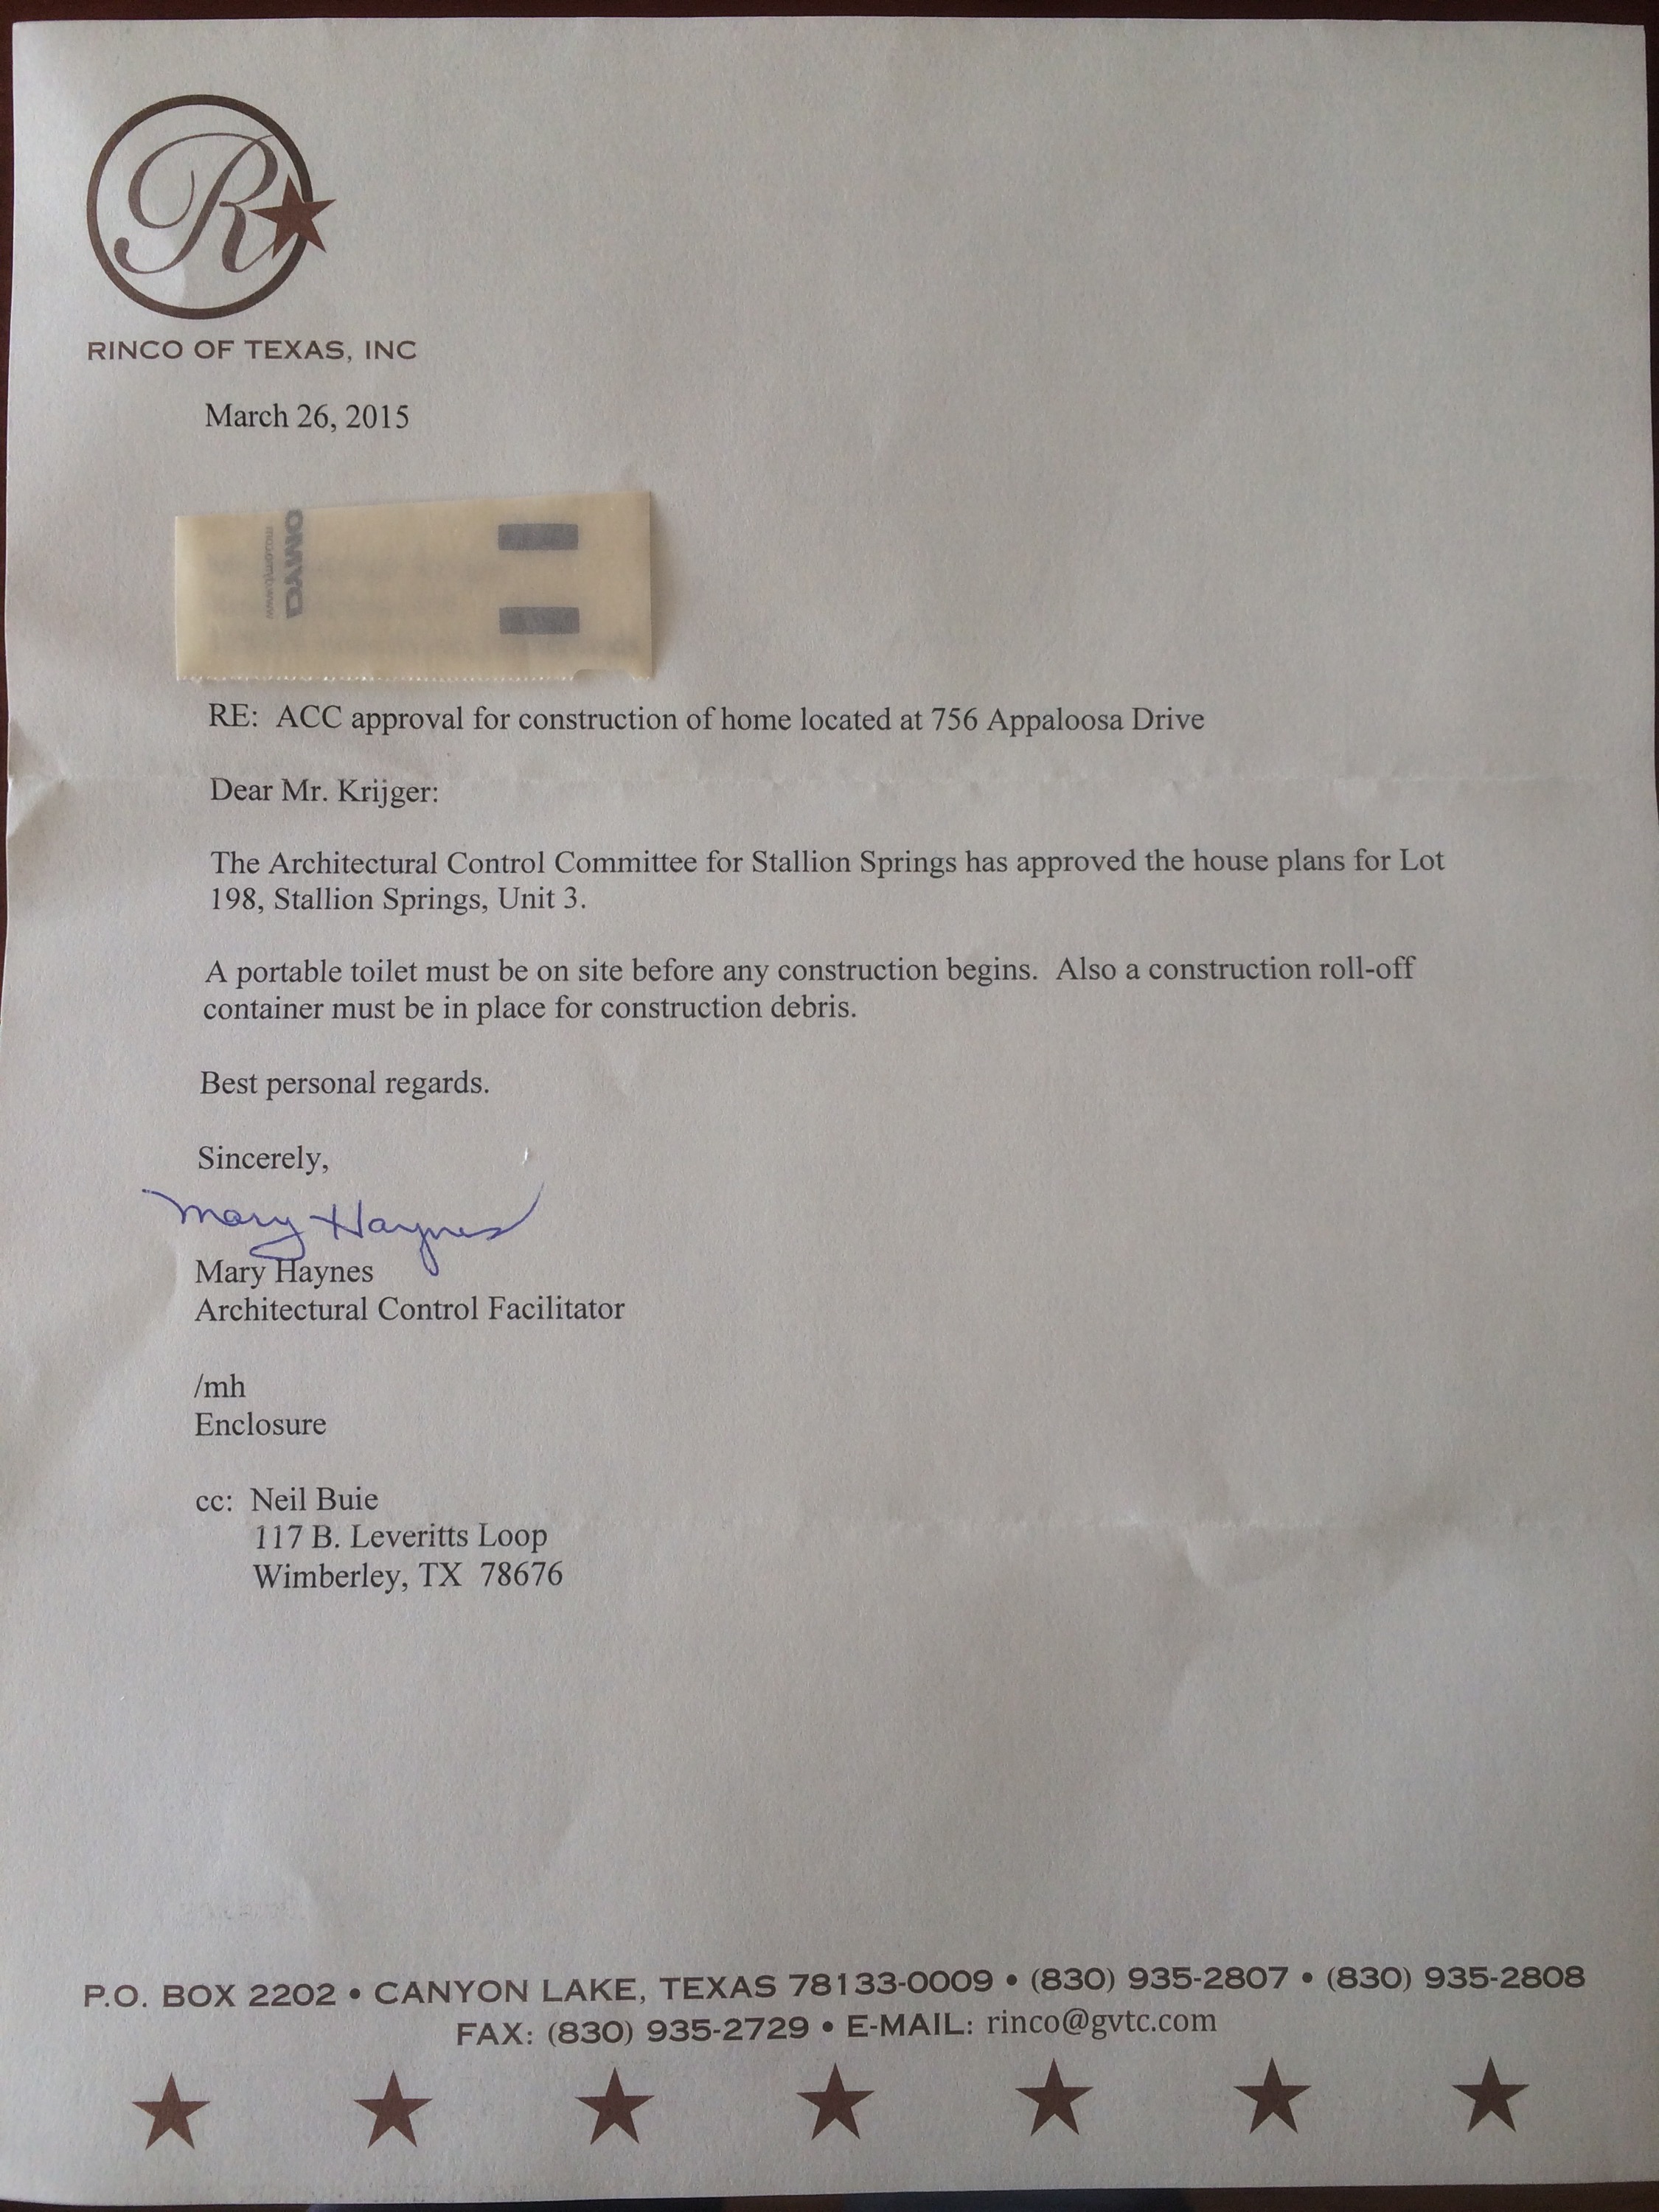 R
RINCO OF TEXAS, INC
March 26, 2015
DYMO
www.dymo.com
RE: ACC approval for construction of home located at 756 Appaloosa Drive
Dear Mr. Krijger:
The Architectural Control Committee for Stallion Springs has approved the house plans for Lot
198, Stallion Springs, Unit 3.
A portable toilet must be on site before any construction begins. Also a construction roll-off
container must be in place for construction debris.
Best personal regards.
Sincerely,
Mary Haynes
Mary Haynes
Architectural Control Facilitator
/mh
Enclosure
cc: Neil Buie
117 B. Leveritts Loop
Wimberley, TX 78676
P.O. BOX 2202 • CANYON LAKE, TEXAS 78133-0009 • (830) 935-2807 • (830) 935-2808
FAX: (830) 935-2729 • E-MAIL: rinco@gvtc.com